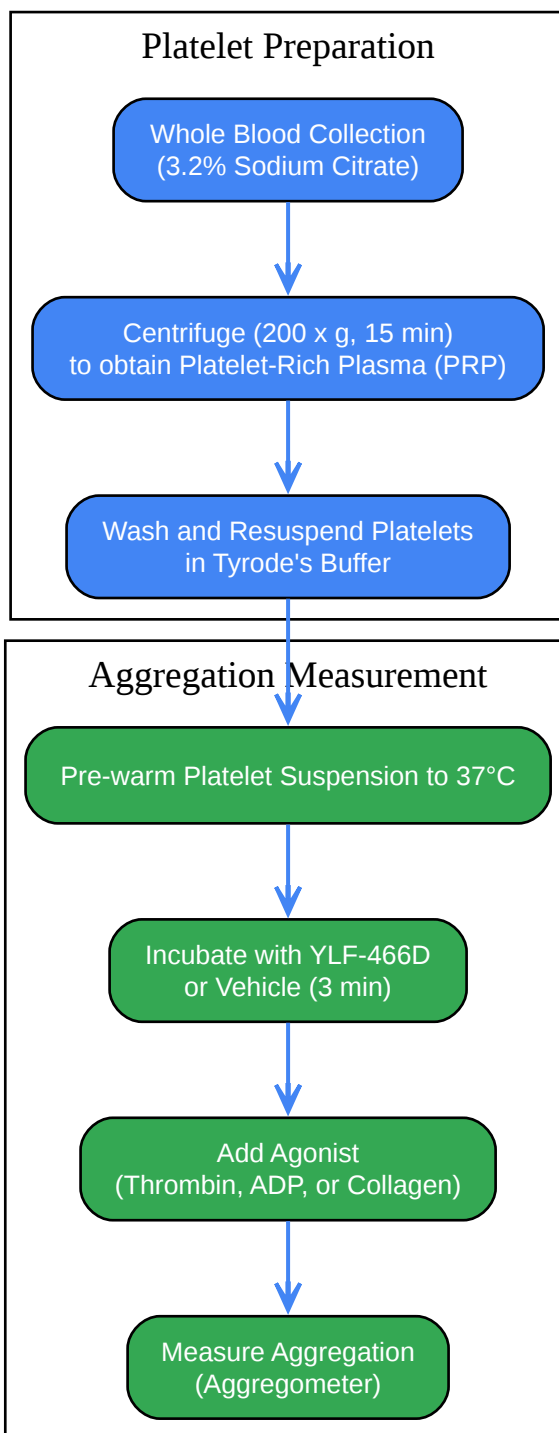 Platelet Preparation
Whole Blood Collection
(3.2% Sodium Citrate)
Centrifuge (200 x g, 15 min)
to obtain Platelet-Rich Plasma (PRP)
Wash and Resuspend Platelets
in Tyrode's Buffer
Aggregation Measurement
Pre-warm Platelet Suspension to 37°C
Incubate with YLF-466D
or Vehicle (3 min)
Add Agonist
(Thrombin, ADP, or Collagen)
Measure Aggregation
(Aggregometer)